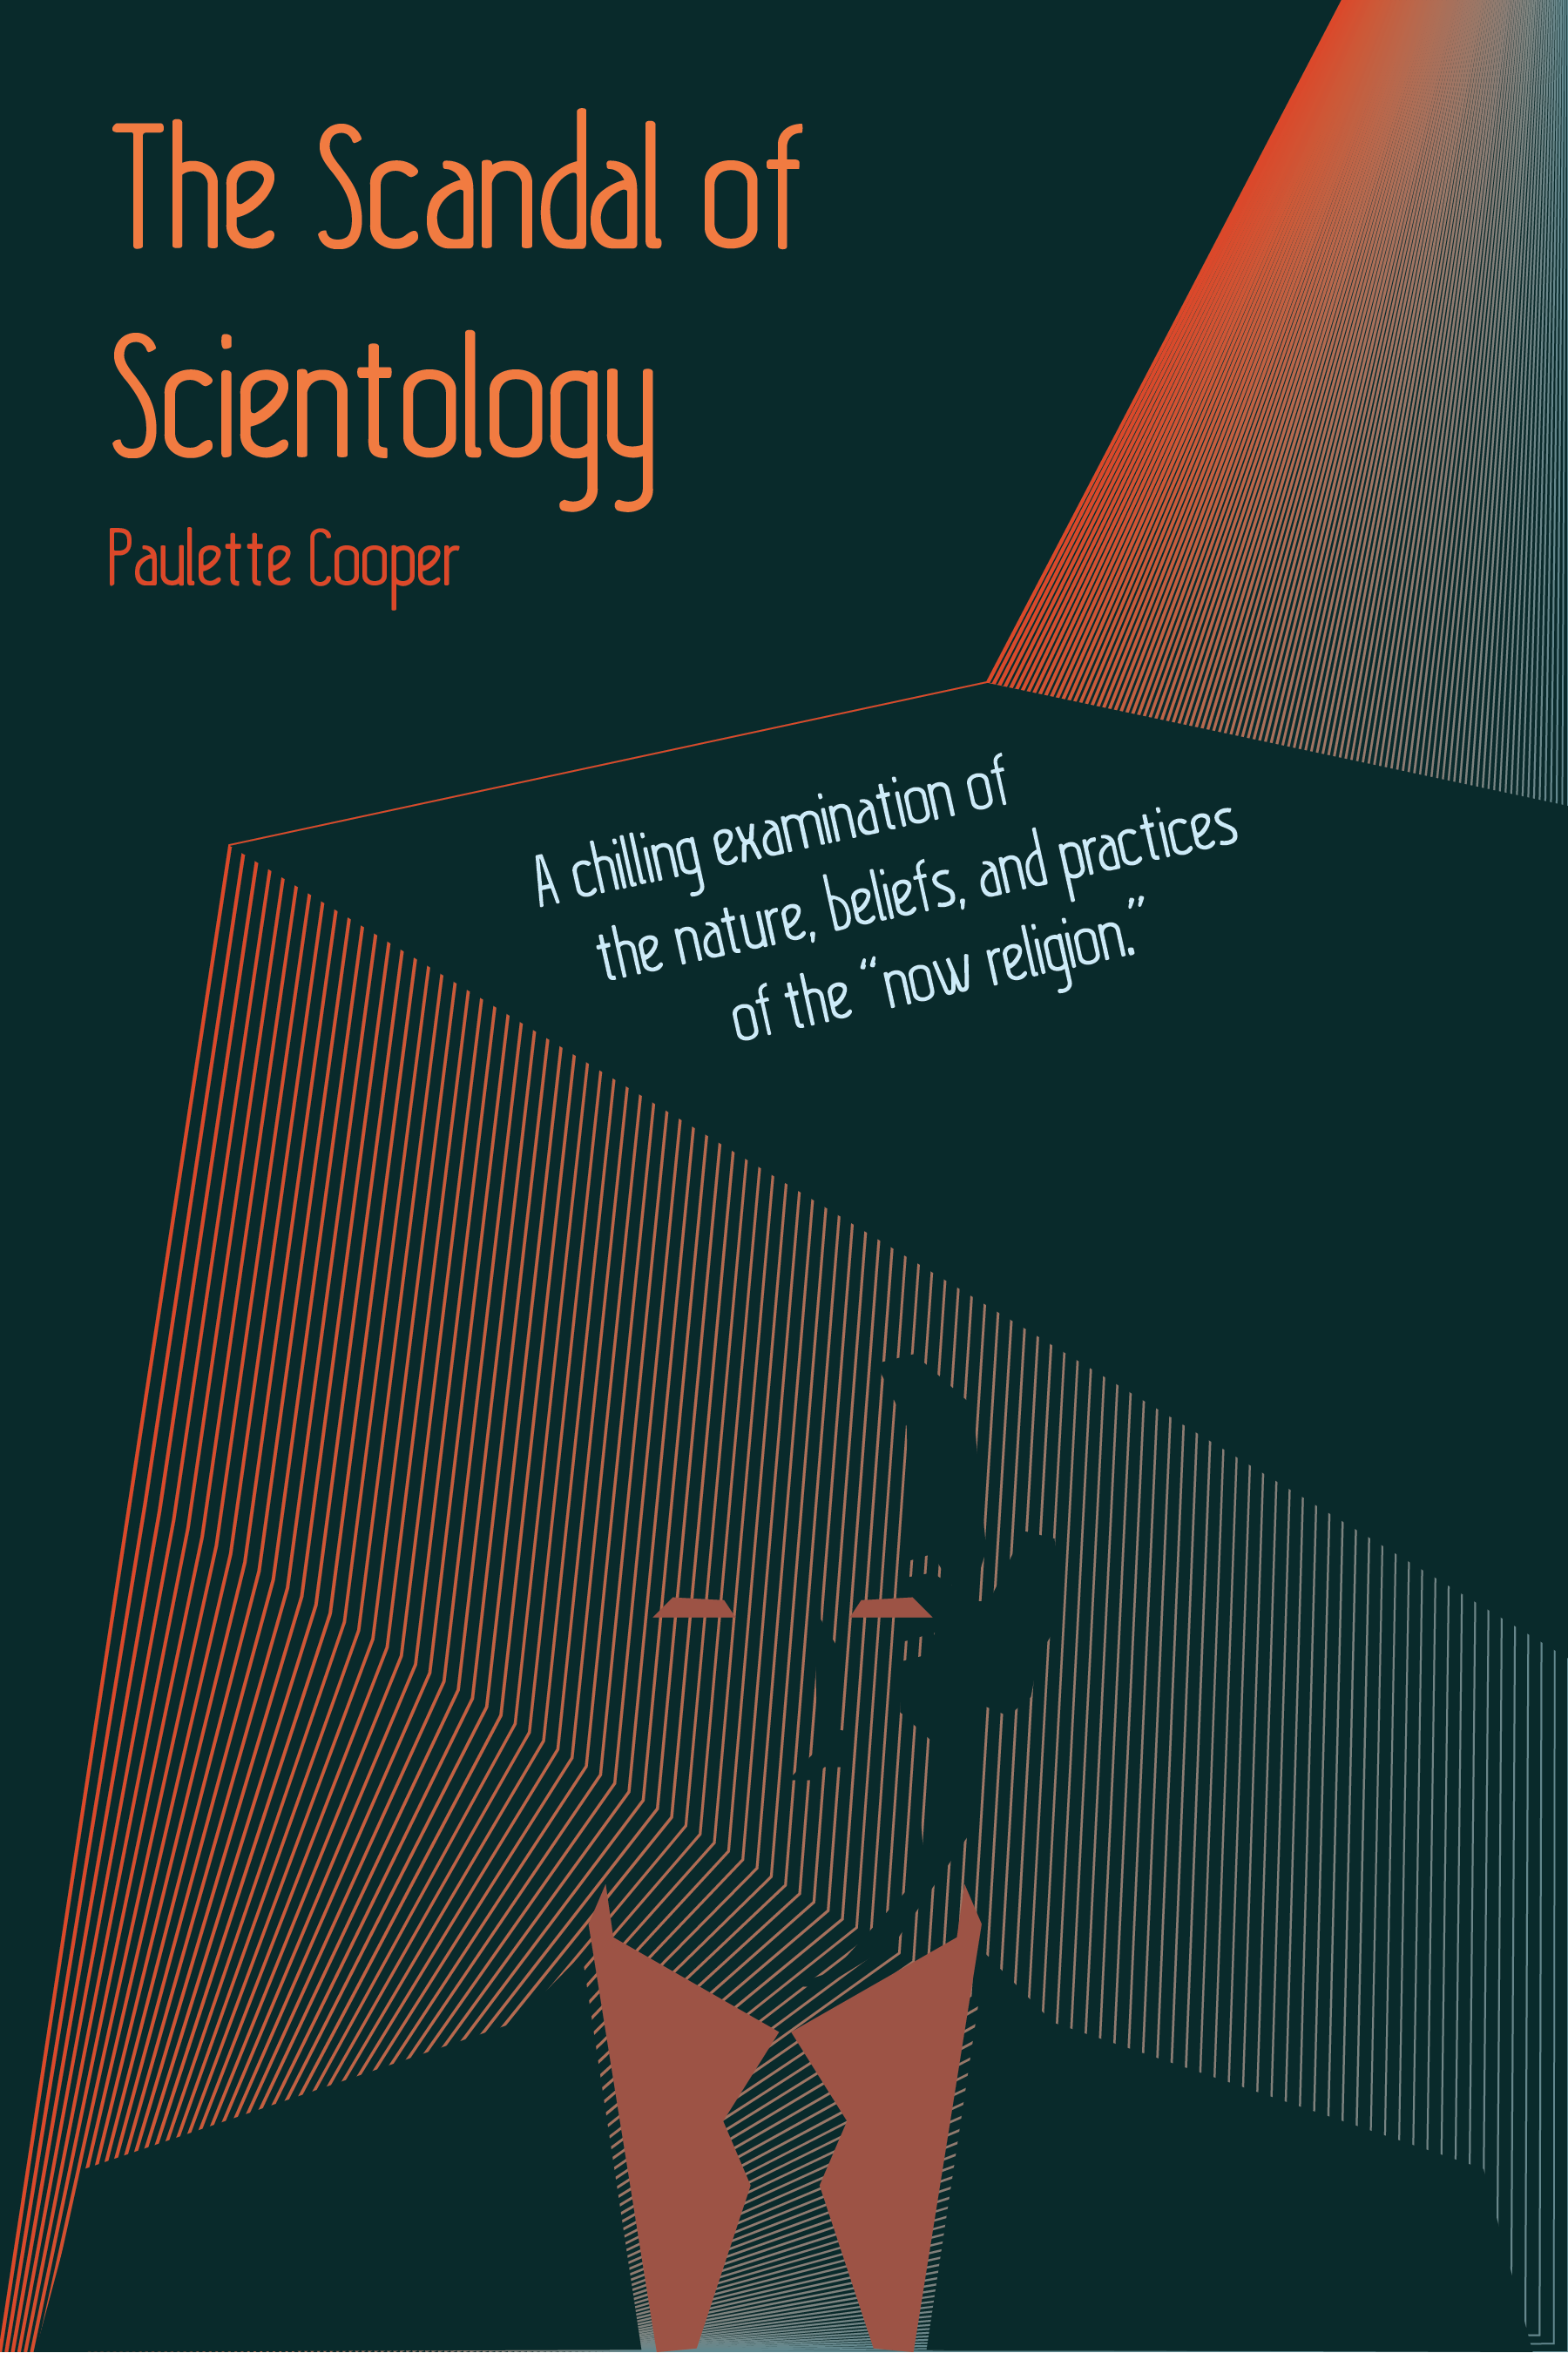 The Scandal of
Scientology
Paulette Cooper
A chilling examination of
the nature, beliefs, and practices
of the “now religion.”